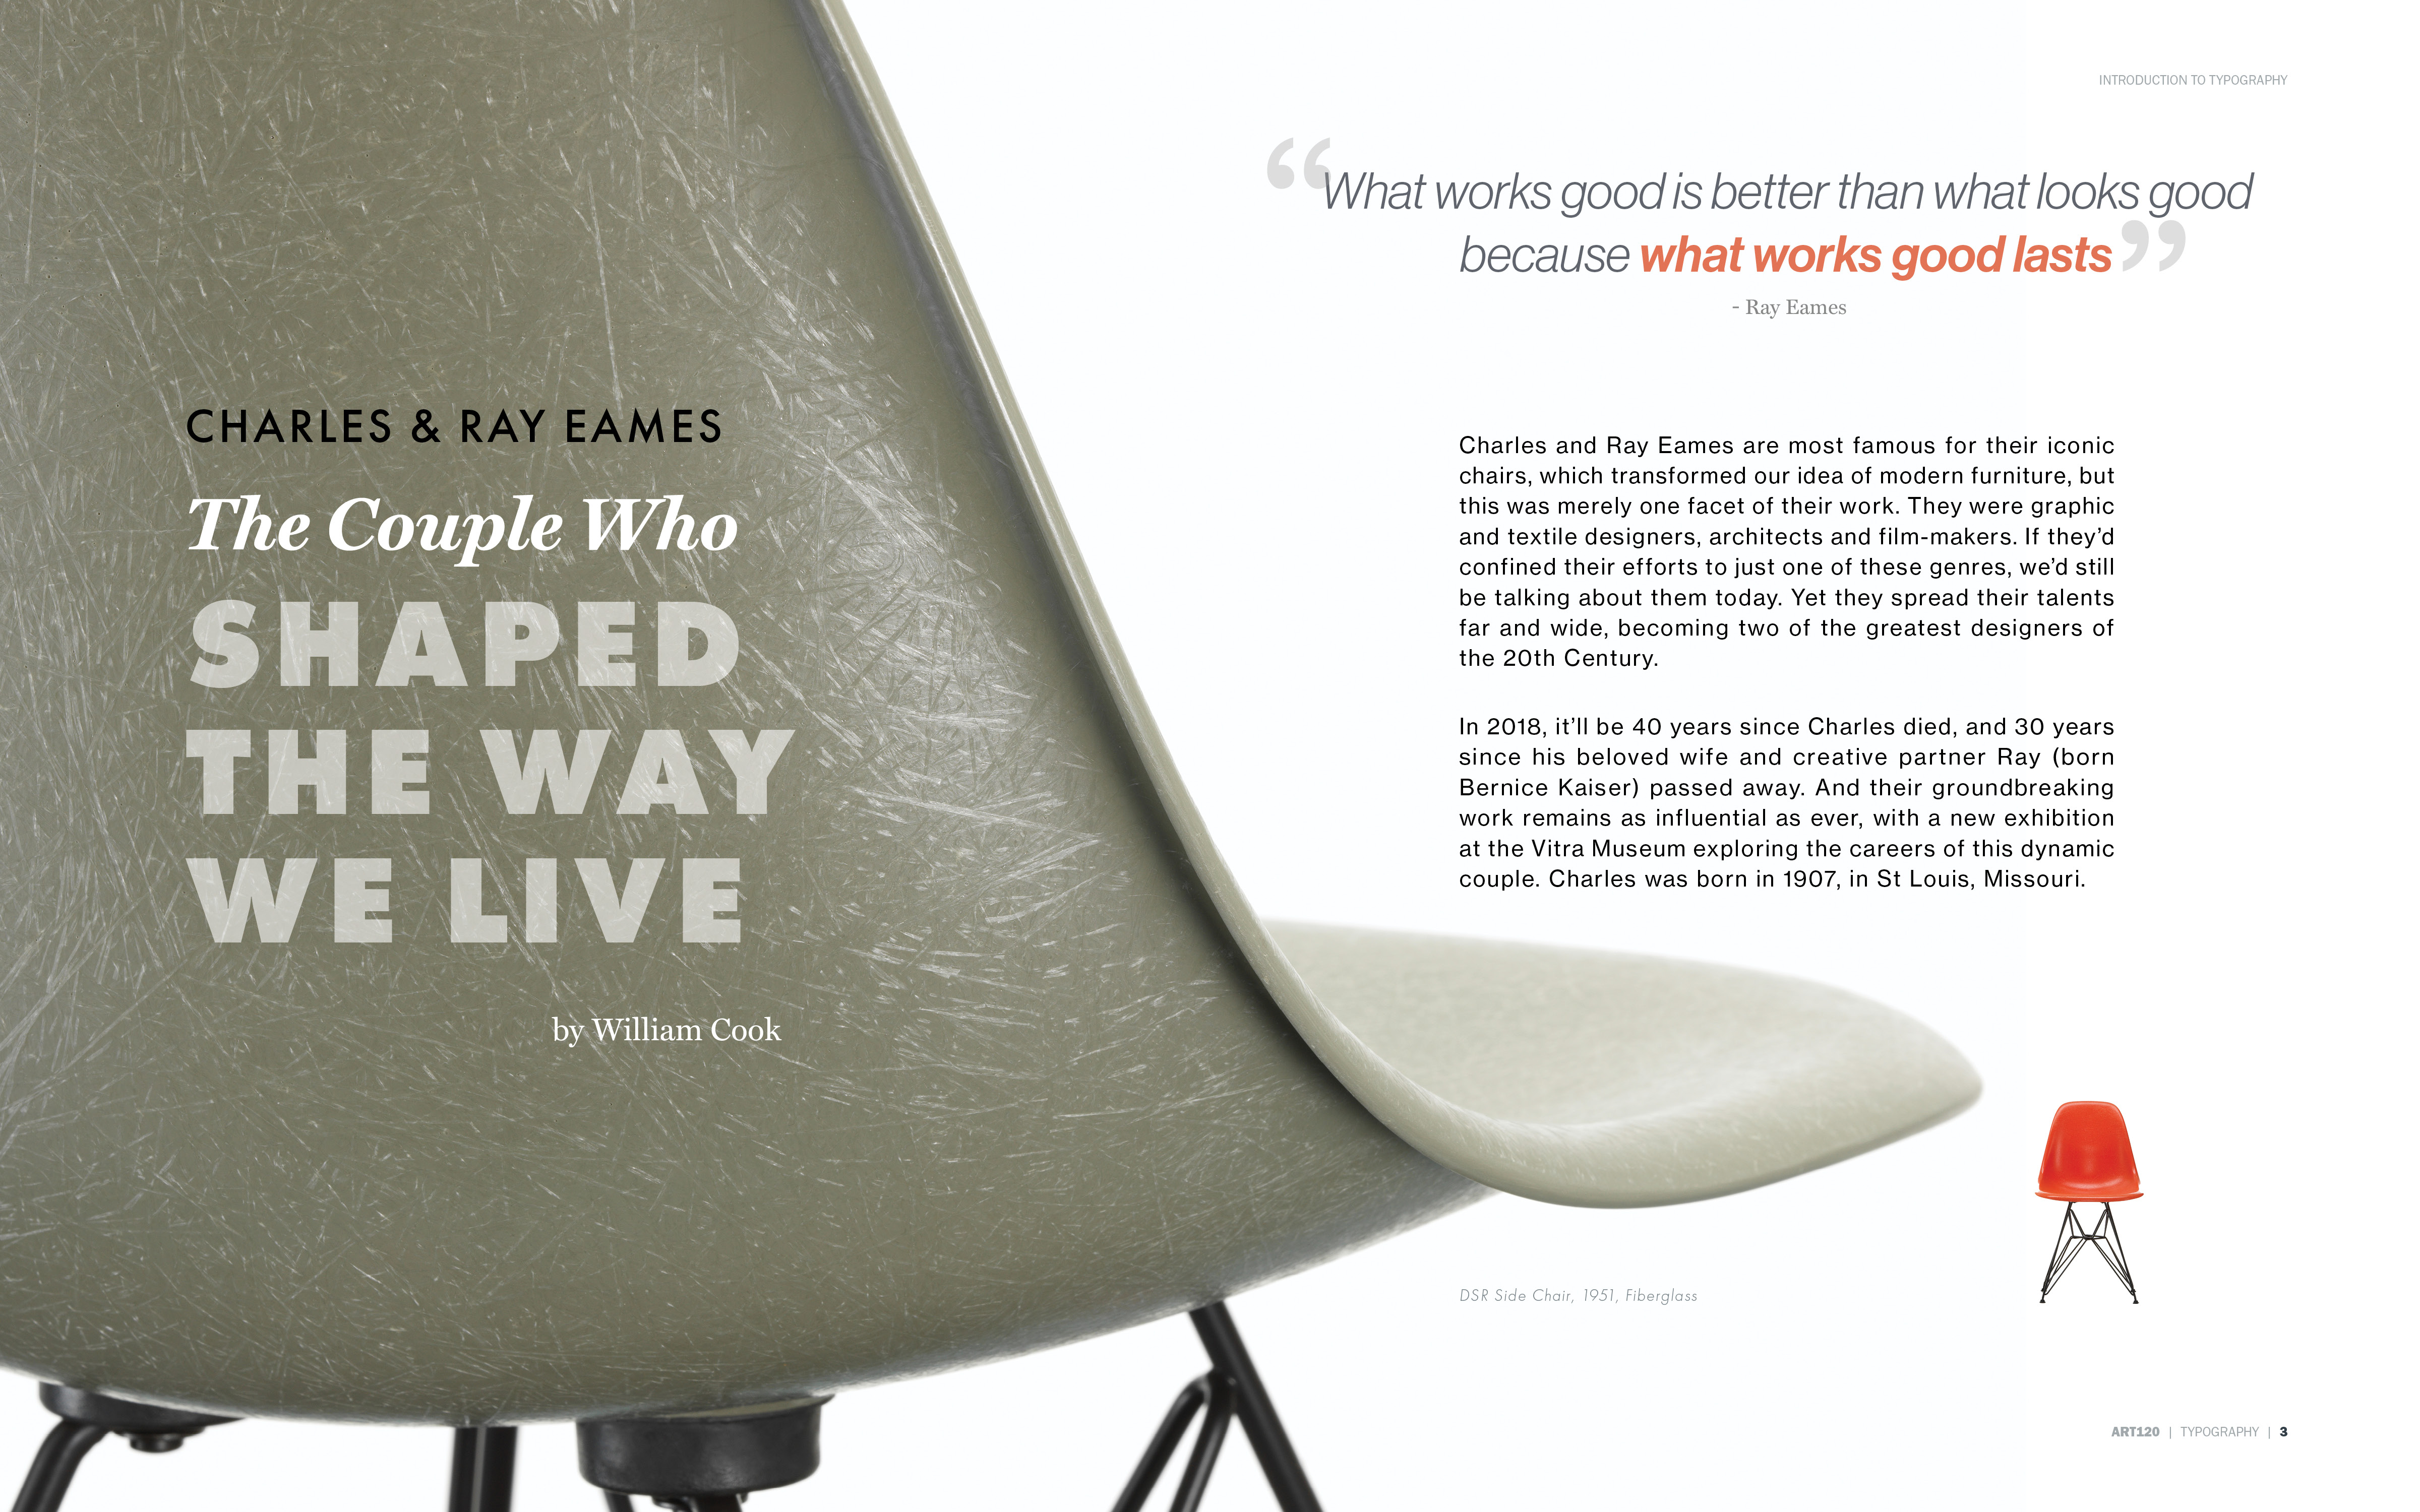 CHARLES & RAY EAMES
The Couple Who
SHAPED
THE WAY
WE LIVE
by William Cook
INTRODUCTION TO TYPOGRAPHY
“What works good is better than what looks good
because what works good lasts”
- Ray Eames
Charles and Ray Eames are most famous for their iconic
chairs, which transformed our idea of modern furniture, but
this was merely one facet of their work. They were graphic
and textile designers, architects and film-makers. If they’d
confined their efforts to just one of these genres, we’d still
be talking about them today. Yet they spread their talents
far and wide, becoming two of the greatest designers of
the 20th Century.
In 2018, it’ll be 40 years since Charles died, and 30 years
since his beloved wife and creative partner Ray (born
Bernice Kaiser) passed away. And their groundbreaking
work remains as influential as ever, with a new exhibition
at the Vitra Museum exploring the careers of this dynamic
couple. Charles was born in 1907, in St Louis, Missouri.
DSR Side Chair, 1951, Fiberglass
ART120 | TYPOGRAPHY | 3